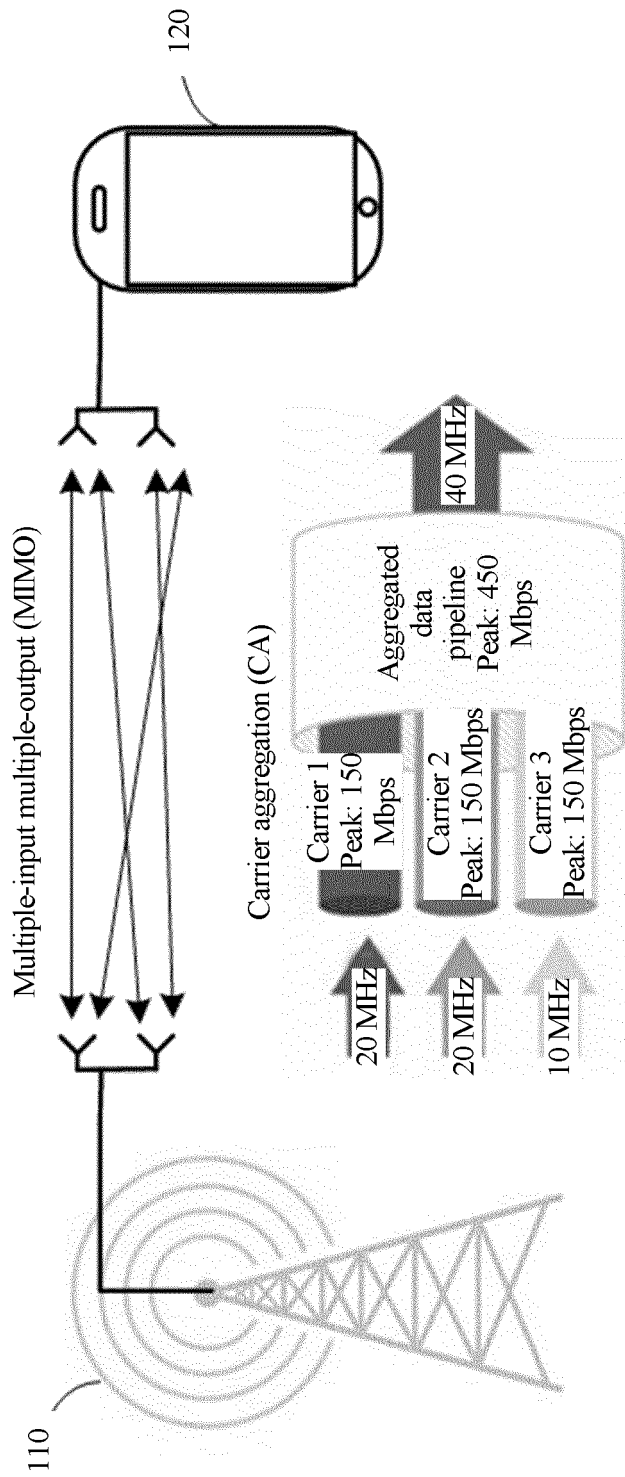 110
120
Multiple-input multiple-output (MIMO)
Carrier aggregation (CA)
20 MHz
20 MHz
10 MHz
Carrier 1
Peak: 150
Mbps
Carrier 2
Peak: 150 Mbps
Carrier 3
Peak: 150 Mbps
Aggregated
data
pipeline
Peak: 450
Mbps
40 MHz